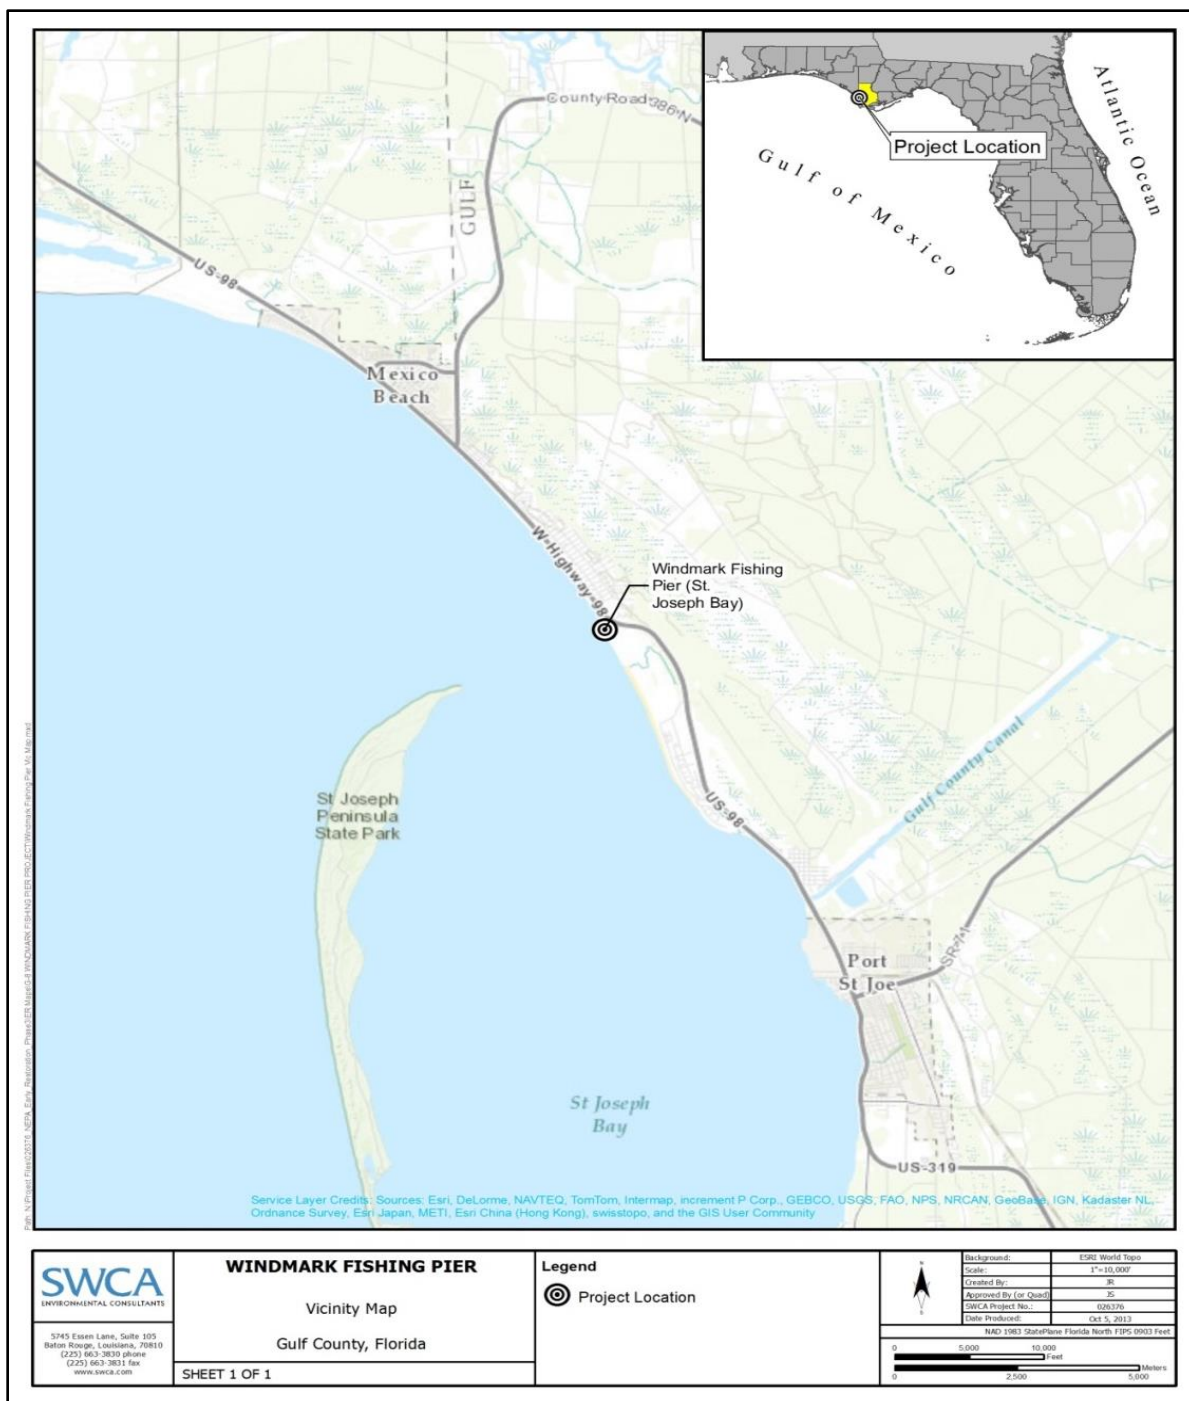 County Road 386 N
GULF
US-98
Mexico
Beach
W Highway 98
Windmark Fishing
Pier (St.
Joseph Bay)
St Joseph
Peninsula
State Park
US-98
Gulf County Canal
SR-71
Port
St Joe
St Joseph
Bay
US-319
Atlantic Ocean
Project Location
Gulf of Mexico
Service Layer Credits: Sources: Esri, DeLorme, NAVTEQ, TomTom, Intermap, increment P Corp., GEBCO, USGS, FAO, NPS, NRCAN, GeoBase, IGN, Kadaster NL,
Ordnance Survey, Esri Japan, METI, Esri China (Hong Kong), swisstopo, and the GIS User Community
SWCA
ENVIRONMENTAL CONSULTANTS
5745 Essen Lane, Suite 105
Baton Rouge, Louisiana, 70810
(225) 663-3830 phone
(225) 663-3831 fax
www.swca.com
WINDMARK FISHING PIER
Vicinity Map
Gulf County, Florida
SHEET 1 OF 1
Legend
Project Location
N
S
Background: ESRI World Topo
Scale: 1"=10,000'
Created By: JR
Approved By (or Quad) JS
SWCA Project No.: 026376
Date Produced: Oct 5, 2013
NAD 1983 StatePlane Florida North FIPS 0903 Feet
0 5,000 10,000
Feet
Meters
0 2,500 5,000